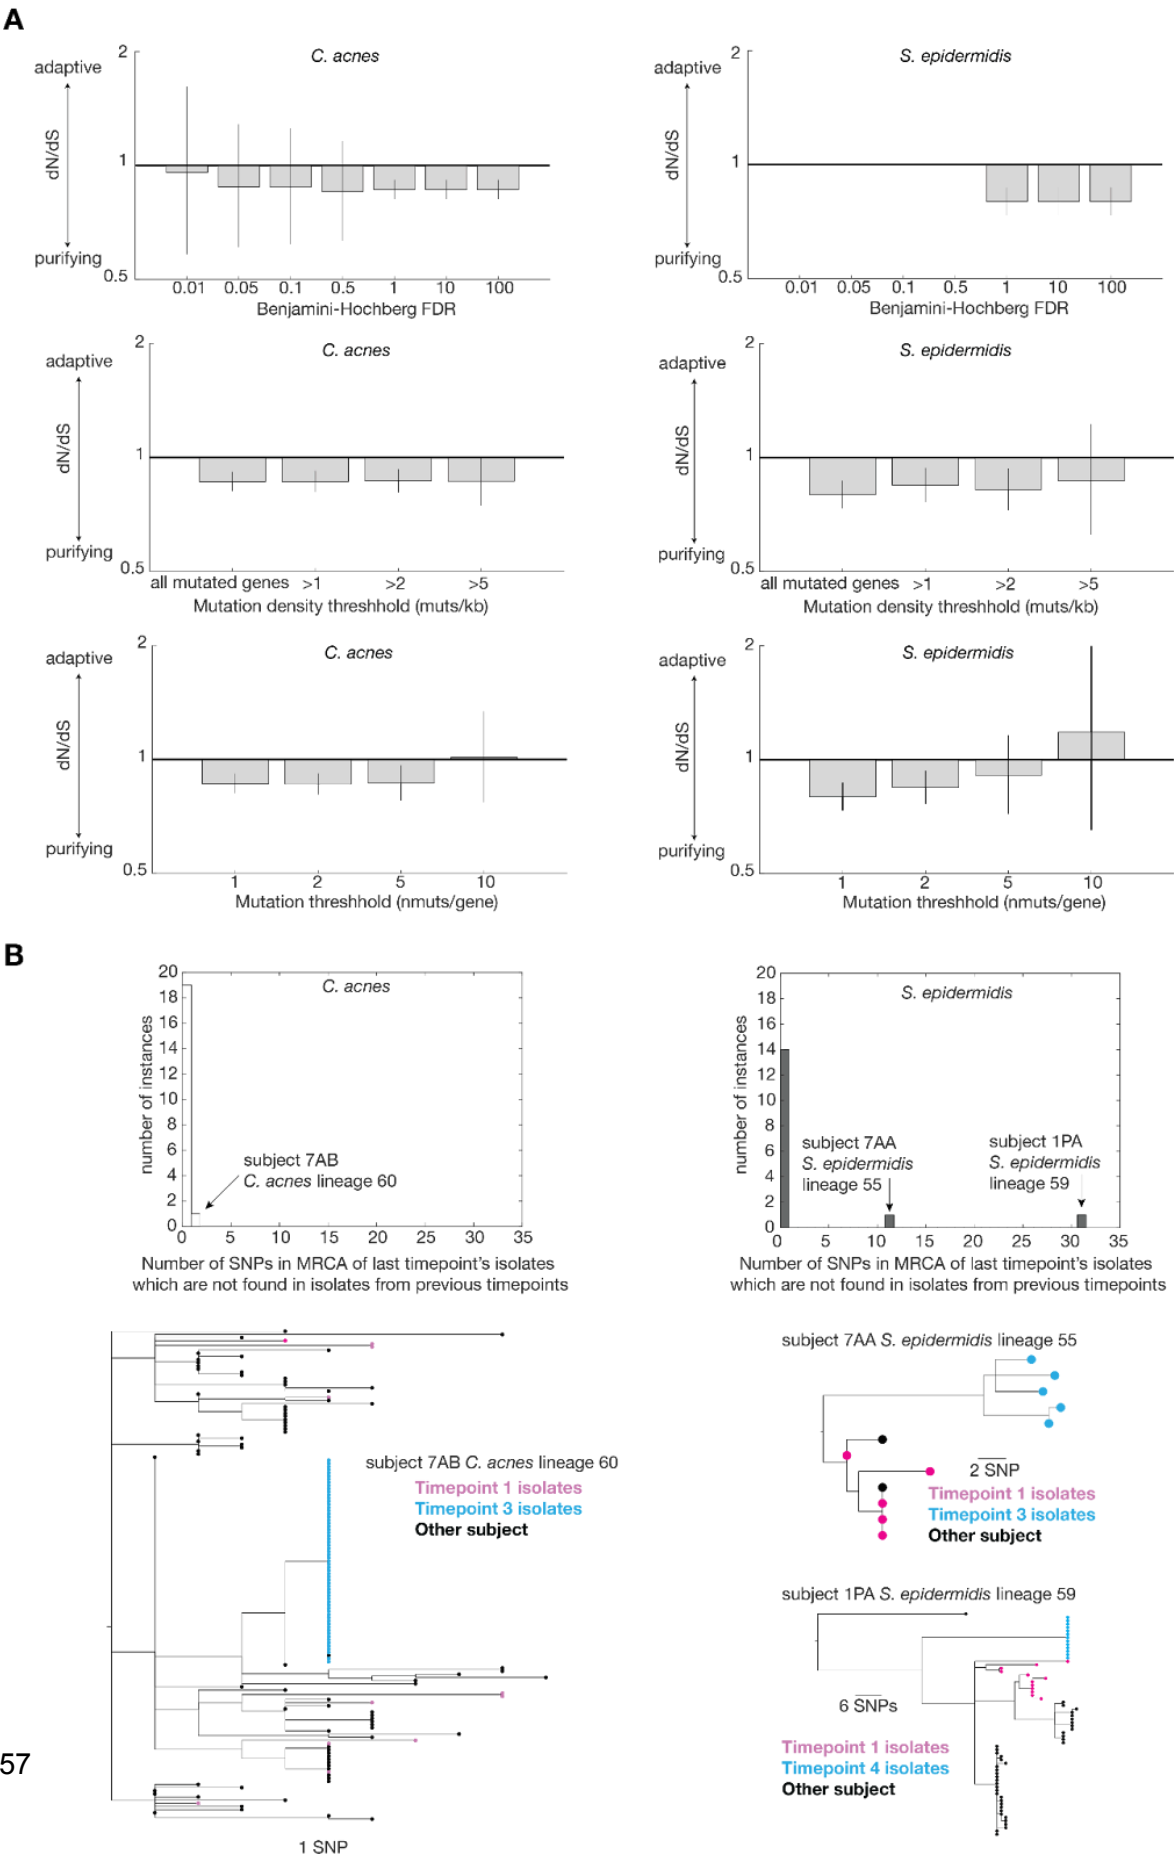 A
C. acnes
2
adaptive
dN/dS
1
purifying
0.5
0.01 0.05 0.1 0.5 1 10 100
Benjamini-Hochberg FDR
S. epidermidis
2
adaptive
dN/dS
1
purifying
0.5
0.01 0.05 0.1 0.5 1 10 100
Benjamini-Hochberg FDR
C. acnes
2
adaptive
dN/dS
1
purifying
0.5
all mutated genes >1 >2 >5
Mutation density threshhold (muts/kb)
S. epidermidis
2
adaptive
dN/dS
1
purifying
0.5
all mutated genes >1 >2 >5
Mutation density threshhold (muts/kb)
C. acnes
2
adaptive
dN/dS
1
purifying
0.5
1 2 5 10
Mutation threshhold (nmuts/gene)
S. epidermidis
2
adaptive
dN/dS
1
purifying
0.5
1 2 5 10
Mutation threshhold (nmuts/gene)
B
C. acnes
number of instances
20
18
16
14
12
10
8
6
4
2
0
subject 7AB
C. acnes lineage 60
0 5 10 15 20 25 30 35
Number of SNPs in MRCA of last timepoint's isolates
which are not found in isolates from previous timepoints
S. epidermidis
number of instances
20
18
16
14
12
10
8
6
4
2
0
subject 7AA
S. epidermidis
lineage 55
subject 1PA
S. epidermidis
lineage 59
0 5 10 15 20 25 30 35
Number of SNPs in MRCA of last timepoint's isolates
which are not found in isolates from previous timepoints
subject 7AB C. acnes lineage 60
Timepoint 1 isolates
Timepoint 3 isolates
Other subject
1 SNP
subject 7AA S. epidermidis lineage 55
2 SNP
Timepoint 1 isolates
Timepoint 3 isolates
Other subject
subject 1PA S. epidermidis lineage 59
6 SNPs
Timepoint 1 isolates
Timepoint 4 isolates
Other subject
57